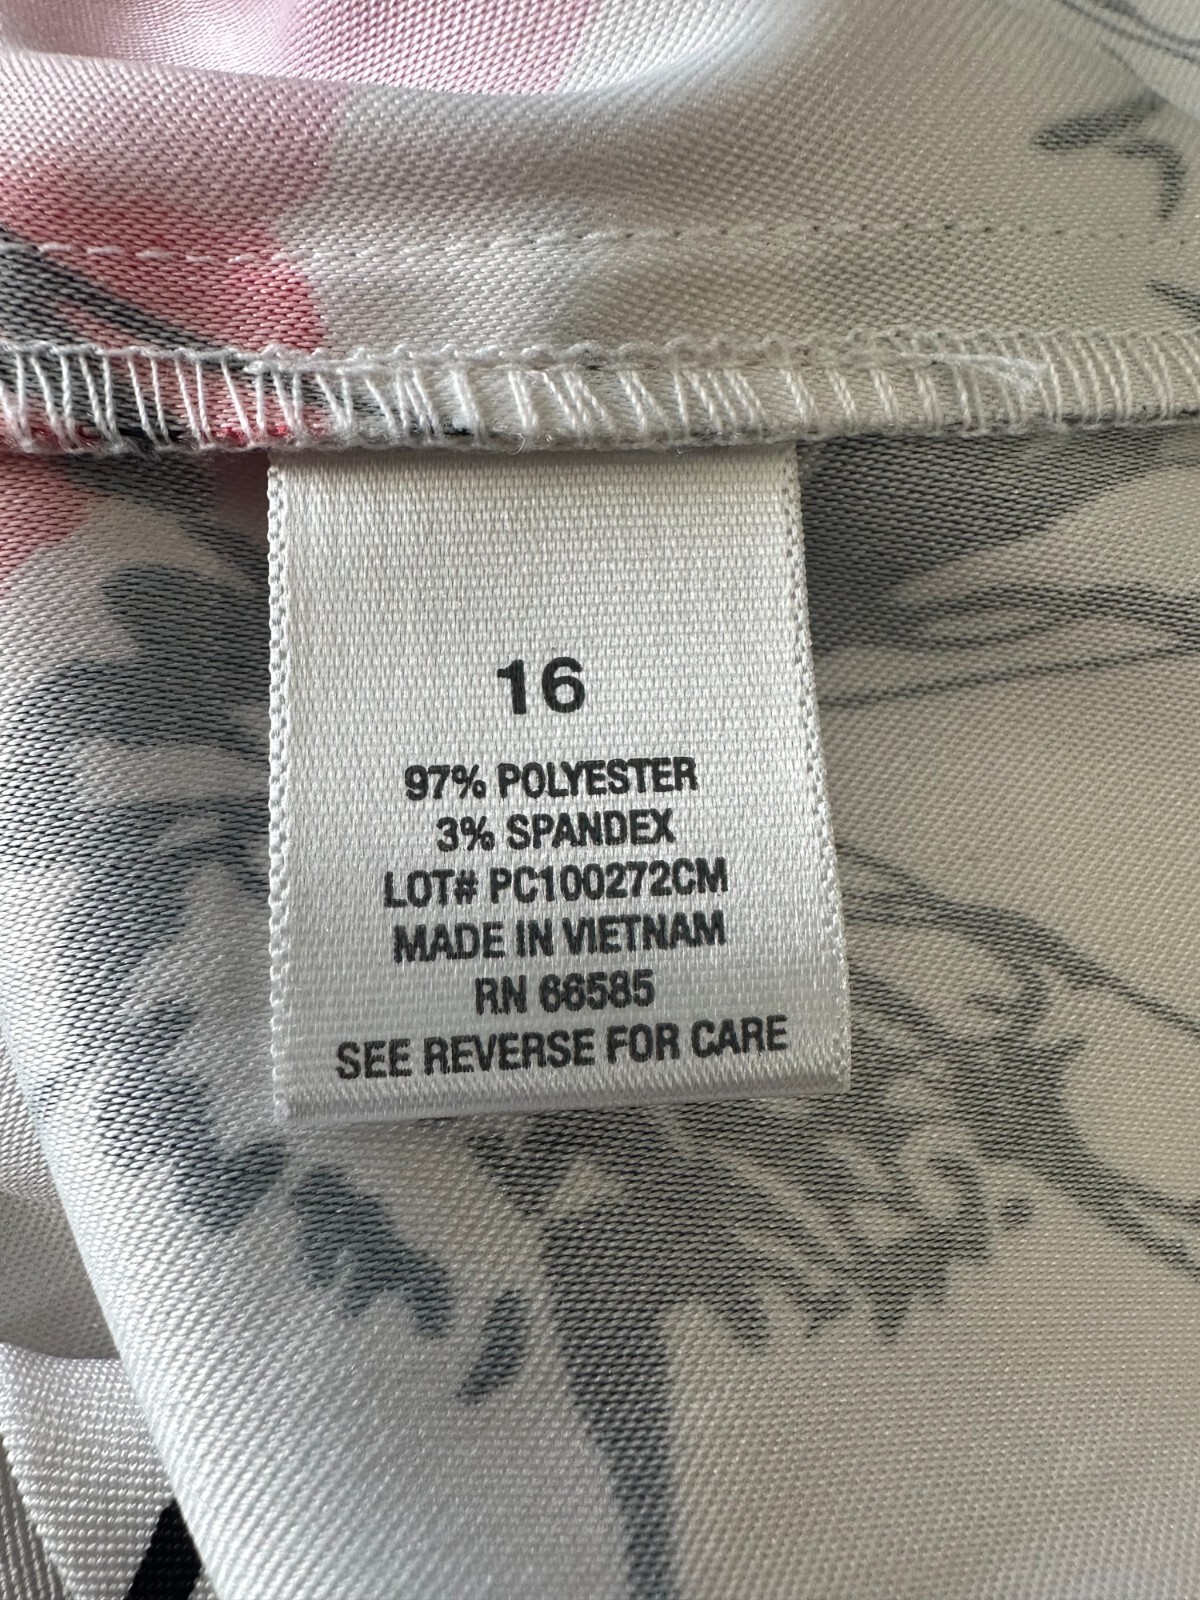 16
97% POLYESTER
3% SPANDEX
LOT# PC100272CM
MADE IN VIETNAM
RN 66585
SEE REVERSE FOR CARE